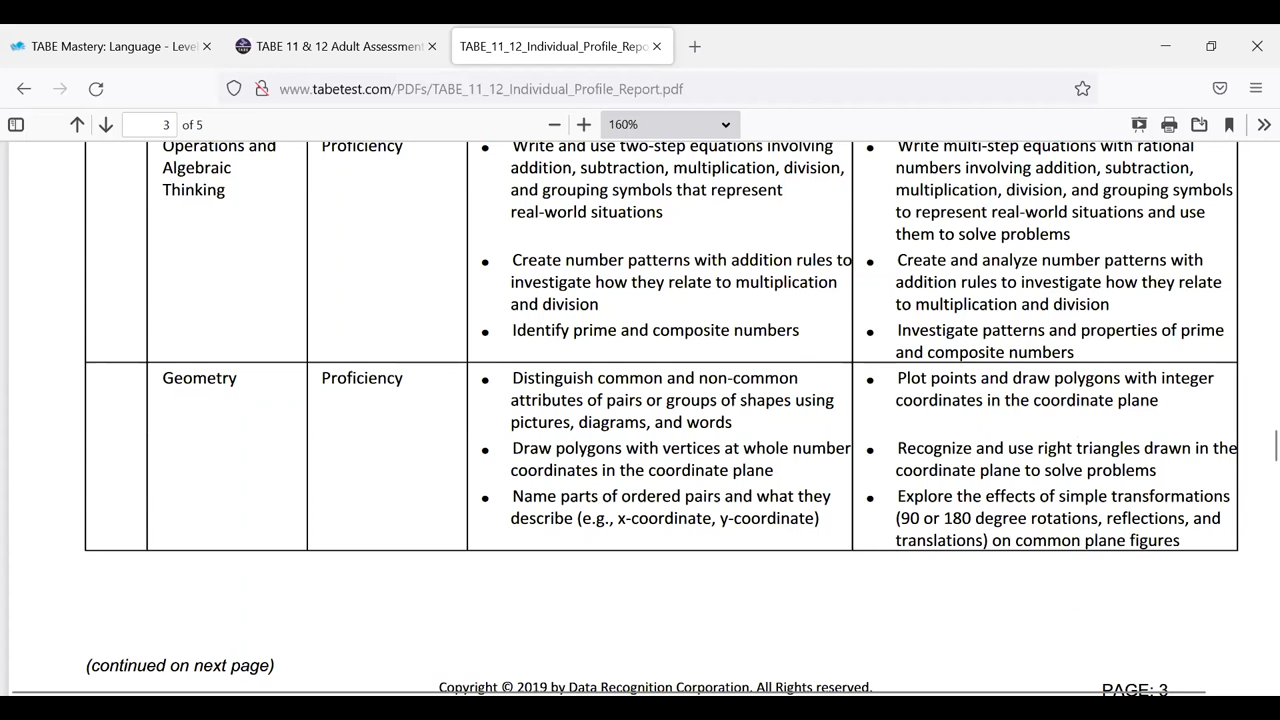 TABE Mastery: Language - Level
TABE 11 & 12 Adult Assessment
TABE_11_12_Individual_Profile_Repo
www.tabetest.com/PDFs/TABE_11_12_Individual_Profile_Report.pdf
3 of 5
160%
Operations and
Algebraic
Thinking
Proficiency
• Write and use two-step equations involving
addition, subtraction, multiplication, division,
and grouping symbols that represent
real-world situations
• Create number patterns with addition rules to
investigate how they relate to multiplication
and division
• Identify prime and composite numbers
• Write multi-step equations with rational
numbers involving addition, subtraction,
multiplication, division, and grouping symbols
to represent real-world situations and use
them to solve problems
• Create and analyze number patterns with
addition rules to investigate how they relate
to multiplication and division
• Investigate patterns and properties of prime
and composite numbers
Geometry
Proficiency
• Distinguish common and non-common
attributes of pairs or groups of shapes using
pictures, diagrams, and words
• Draw polygons with vertices at whole number
coordinates in the coordinate plane
• Name parts of ordered pairs and what they
describe (e.g., x-coordinate, y-coordinate)
• Plot points and draw polygons with integer
coordinates in the coordinate plane
• Recognize and use right triangles drawn in the
coordinate plane to solve problems
• Explore the effects of simple transformations
(90 or 180 degree rotations, reflections, and
translations) on common plane figures
(continued on next page)
Copyright © 2019 by Data Recognition Corporation. All Rights reserved.
PAGE: 3